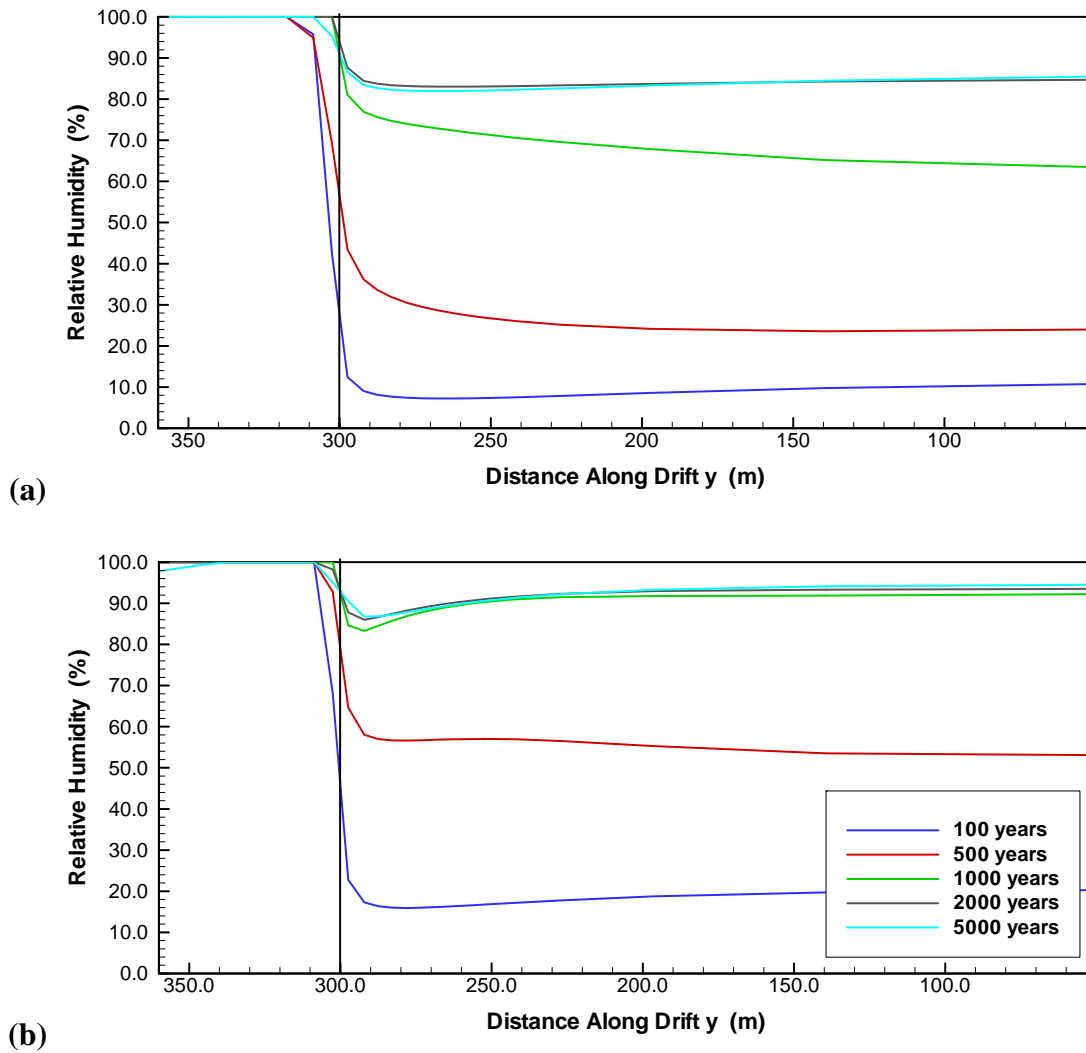 100.0
90.0
80.0
70.0
60.0
50.0
40.0
30.0
20.0
10.0
0.0
Relative Humidity (%)
350 300 250 200 150 100
Distance Along Drift y (m)
(a)
100.0
90.0
80.0
70.0
60.0
50.0
40.0
30.0
20.0
10.0
0.0
Relative Humidity (%)
100 years
500 years
1000 years
2000 years
5000 years
350.0 300.0 250.0 200.0 150.0 100.0
Distance Along Drift y (m)
(b)